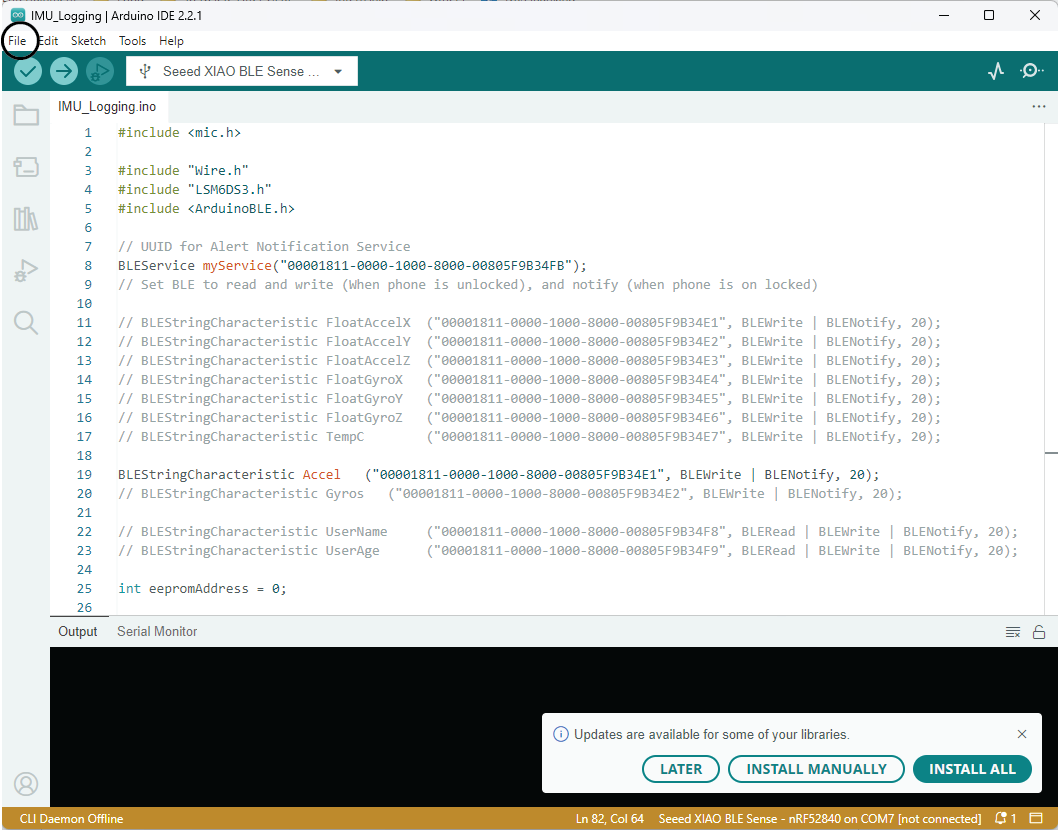 IMU_Logging | Arduino IDE 2.2.1
File Edit Sketch Tools Help
Seeed XIAO BLE Sense ...
IMU_Logging.ino
1 #include <mic.h>
2
3 #include "Wire.h"
4 #include "LSM6DS3.h"
5 #include <ArduinoBLE.h>
6
7 // UUID for Alert Notification Service
8 BLEService myService("00001811-0000-1000-8000-00805F9B34FB");
9 // Set BLE to read and write (When phone is unlocked), and notify (when phone is on locked)
10
11 // BLEStringCharacteristic FloatAccelX ("00001811-0000-1000-8000-00805F9B34E1", BLEWrite | BLENotify, 20);
12 // BLEStringCharacteristic FloatAccelY ("00001811-0000-1000-8000-00805F9B34E2", BLEWrite | BLENotify, 20);
13 // BLEStringCharacteristic FloatAccelZ ("00001811-0000-1000-8000-00805F9B34E3", BLEWrite | BLENotify, 20);
14 // BLEStringCharacteristic FloatGyroX ("00001811-0000-1000-8000-00805F9B34E4", BLEWrite | BLENotify, 20);
15 // BLEStringCharacteristic FloatGyroY ("00001811-0000-1000-8000-00805F9B34E5", BLEWrite | BLENotify, 20);
16 // BLEStringCharacteristic FloatGyroZ ("00001811-0000-1000-8000-00805F9B34E6", BLEWrite | BLENotify, 20);
17 // BLEStringCharacteristic TempC ("00001811-0000-1000-8000-00805F9B34E7", BLEWrite | BLENotify, 20);
18
19 BLEStringCharacteristic Accel ("00001811-0000-1000-8000-00805F9B34E1", BLEWrite | BLENotify, 20);
20 // BLEStringCharacteristic Gyros ("00001811-0000-1000-8000-00805F9B34E2", BLEWrite | BLENotify, 20);
21
22 // BLEStringCharacteristic UserName ("00001811-0000-1000-8000-00805F9B34F8", BLERead | BLEWrite | BLENotify, 20);
23 // BLEStringCharacteristic UserAge ("00001811-0000-1000-8000-00805F9B34F9", BLERead | BLEWrite | BLENotify, 20);
24
25 int eepromAddress = 0;
26
Output Serial Monitor
Updates are available for some of your libraries.
LATER INSTALL MANUALLY INSTALL ALL
CLI Daemon Offline Ln 82, Col 64 Seeed XIAO BLE Sense - nRF52840 on COM7 [not connected] 1